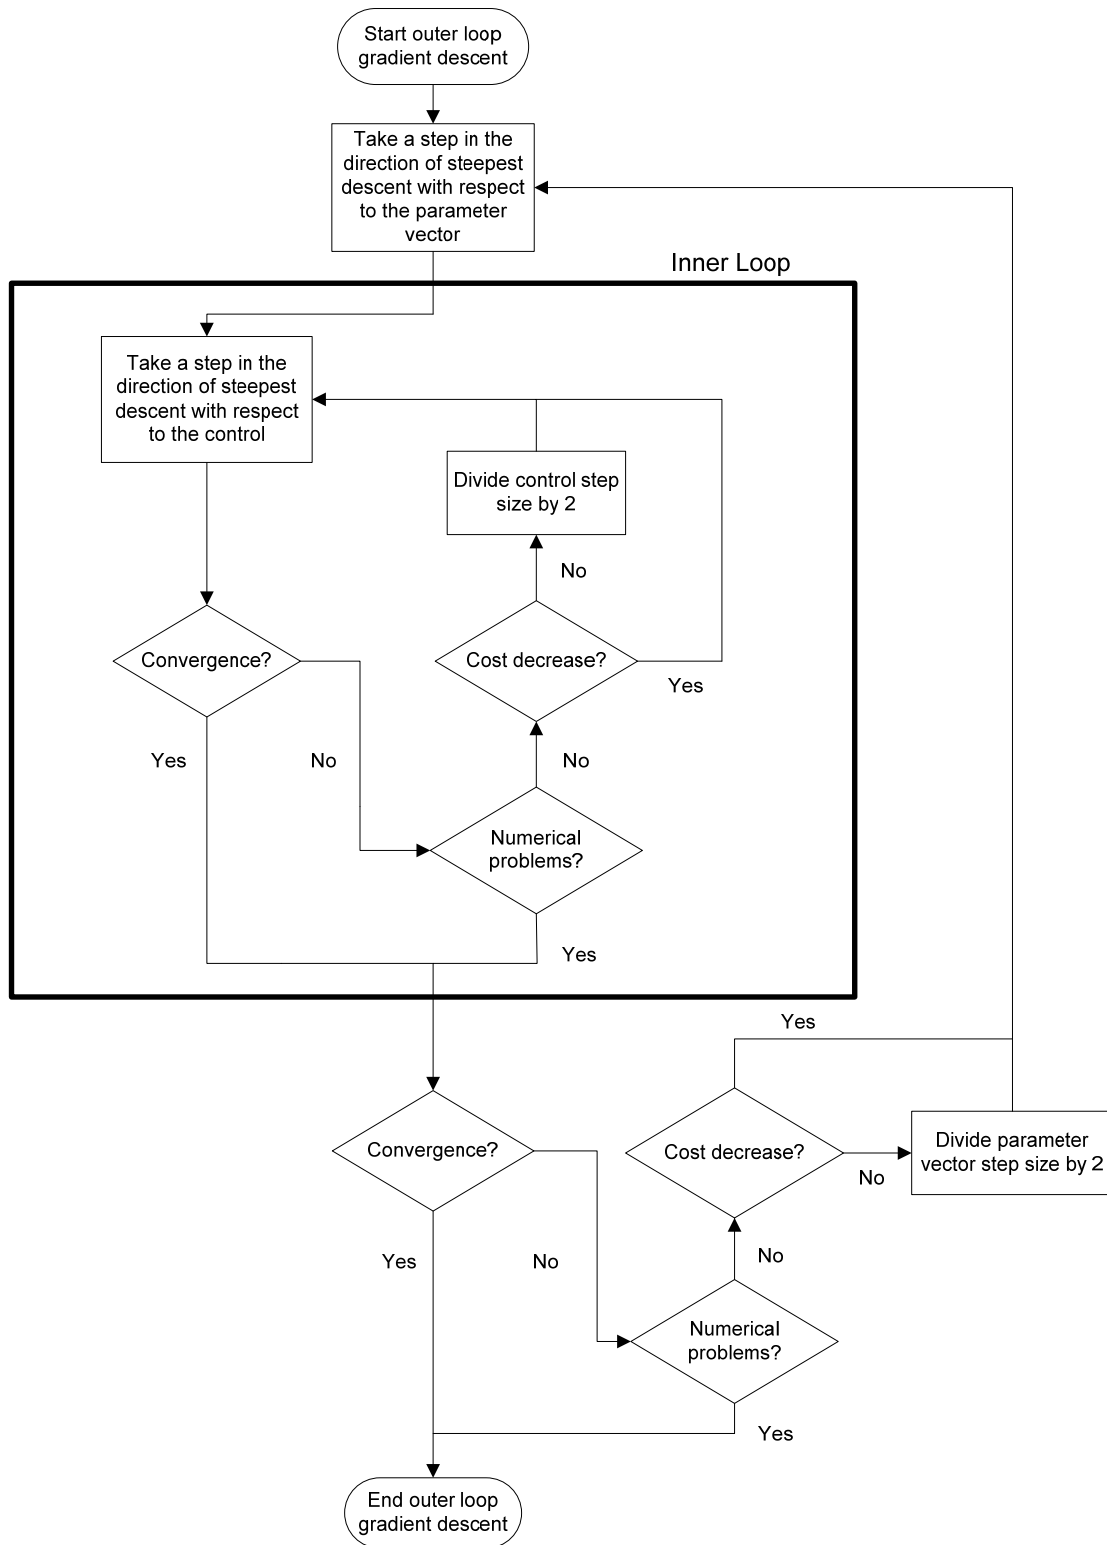 Start outer loop
gradient descent
Take a step in the
direction of steepest
descent with respect
to the parameter
vector
Inner Loop
Take a step in the
direction of steepest
descent with respect
to the control
Divide control step
size by 2
No
Convergence?
Cost decrease?
Yes
Yes
No
No
Numerical
problems?
Yes
Yes
Convergence?
Cost decrease?
No
Divide parameter
vector step size by 2
Yes
No
No
Numerical
problems?
Yes
End outer loop
gradient descent